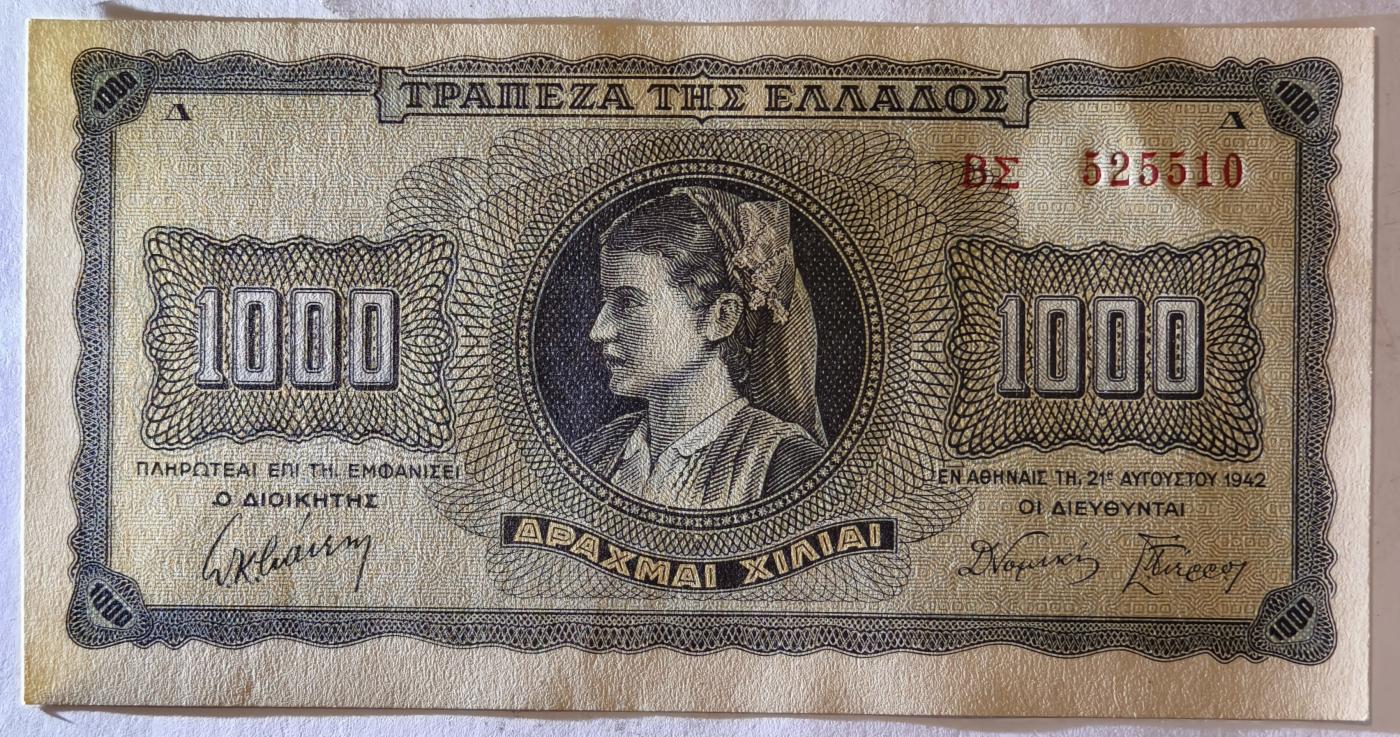 1000 ΤΡΑΠΕΖΑ ΤΗΣ ΕΛΛΑΔΟΣ 1000
Δ Δ
ΒΣ 525510
1000 1000
ΠΛΗΡΩΤΕΑΙ ΕΠΙ ΤΗ, ΕΜΦΑΝΙΣΕΙ
Ο ΔΙΟΙΚΗΤΗΣ
ΕΝ ΑΘΗΝΑΙΣ ΤΗ, 21ῃ ΑΥΓΟΥΣΤΟΥ 1942
ΟΙ ΔΙΕΥΘΥΝΤΑΙ
ΔΡΑΧΜΑΙ ΧΙΛΙΑΙ
1000 1000